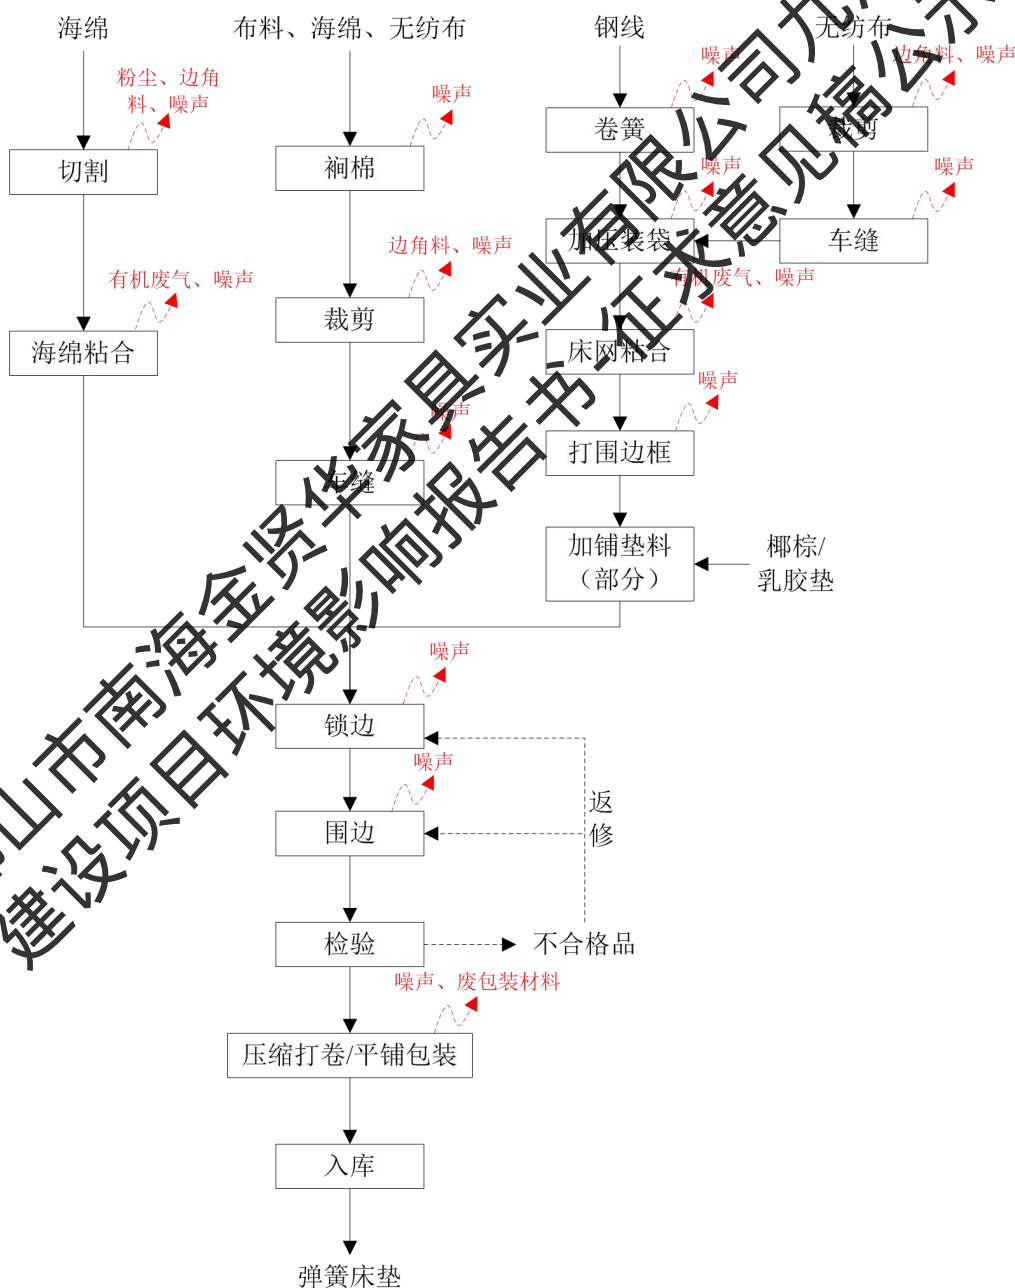 海绵
布料、海绵、无纺布
钢线
无纺布
粉尘、边角
料、噪声
噪声
噪声
边角料、噪声
切割
裥棉
卷簧
裁剪
噪声
噪声
加压装袋
车缝
有机废气、噪声
边角料、噪声
有机废气、噪声
海绵粘合
裁剪
床网粘合
噪声
噪声
车缝
打围边框
加铺垫料
（部分）
椰棕/
乳胶垫
噪声
锁边
噪声
围边
返
修
检验
不合格品
噪声、废包装材料
压缩打卷/平铺包装
入库
弹簧床垫
山市南海金贤华家具实业有限公司九
建设项目环境影响报告书-征求意见稿公示